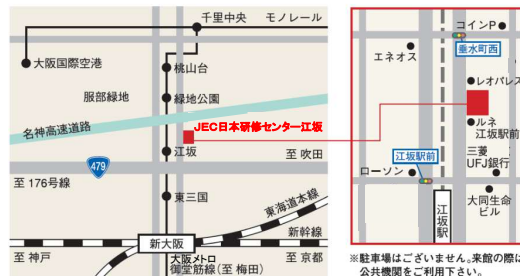 千里中央
モノレール
大阪国際空港
桃山台
服部緑地
緑地公園
名神高速道路
JEC日本研修センター江坂
江坂
至 吹田
479
至 176号線
東三国
東海道本線
新大阪
新幹線
至 神戸
大阪メトロ
御堂筋線(至 梅田)
至 京都
コインP
垂水町西
エネオス
レオパレス
ルネ
江坂駅前
江坂駅前
三菱
UFJ銀行
ローソン
江坂駅
大同生命
ビル
※駐車場はございません。来館の際は
公共機関をご利用下さい。